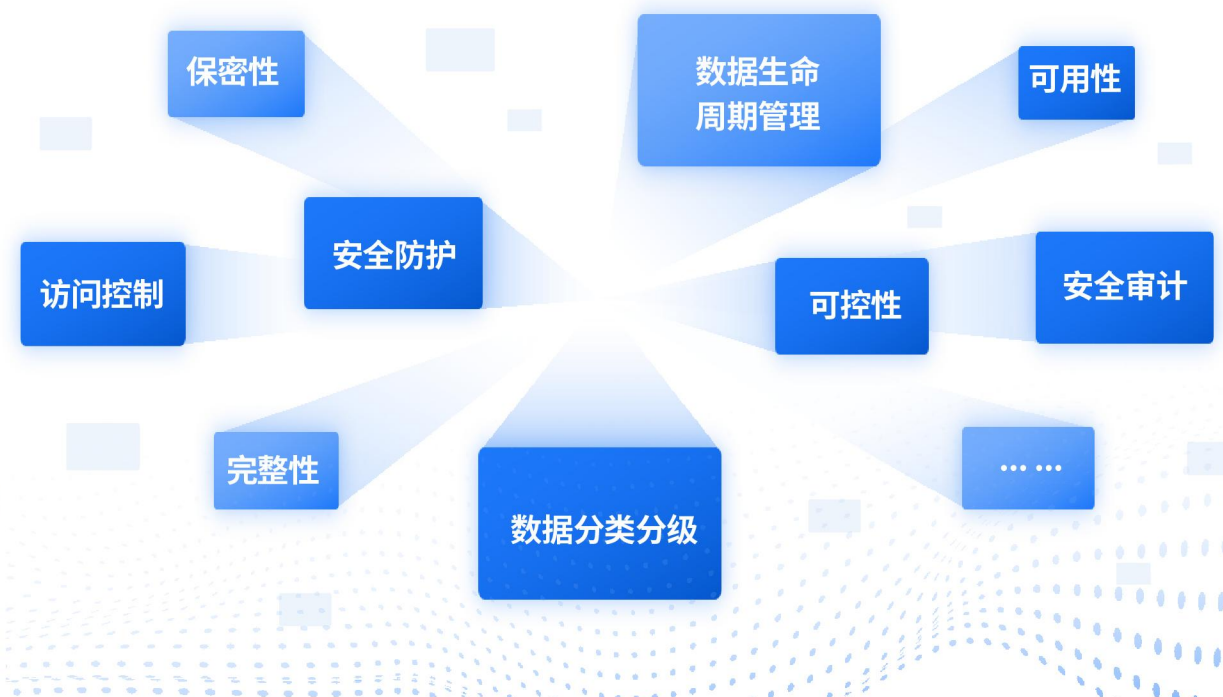 保密性
数据生命
周期管理
可用性
安全防护
访问控制
可控性
安全审计
完整性
数据分类分级
... ...